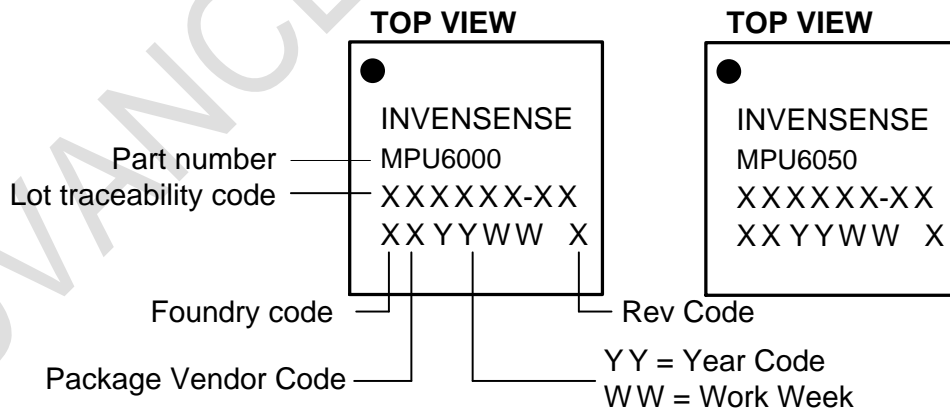 TOP VIEW
INVENSENSE
Part number
MPU6000
Lot traceability code
XXXXXX-XX
XXYYWW X
Foundry code
Rev Code
Package Vendor Code
YY = Year Code
WW = Work Week
TOP VIEW
INVENSENSE
MPU6050
XXXXXX-XX
XXYYWW X